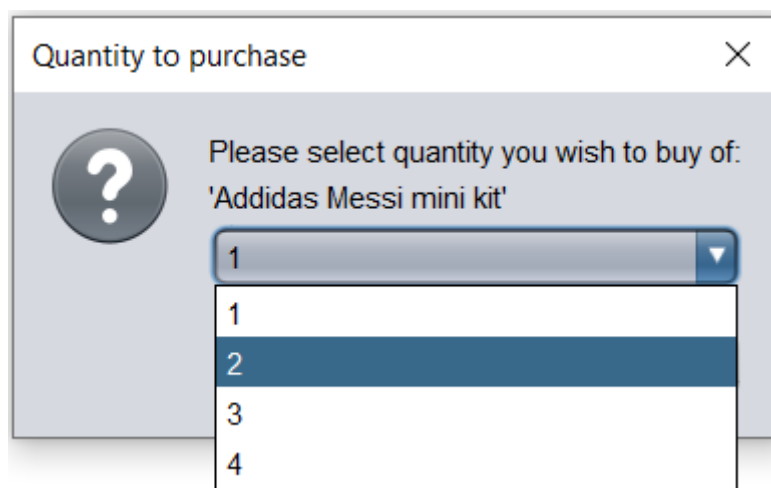 Quantity to purchase
Please select quantity you wish to buy of:
'Addidas Messi mini kit'
1
1
2
3
4